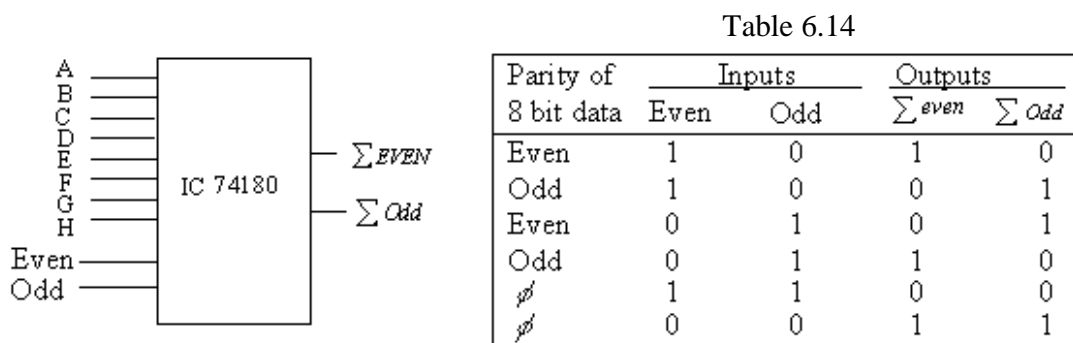 Table 6.14
A
B
C
D
E
F
G
H
Even
Odd
IC 74180
∑EVEN
∑Odd
Parity of Inputs Outputs
8 bit data Even Odd ∑even ∑Odd
Even 1 0 1 0
Odd 1 0 0 1
Even 0 1 0 1
Odd 0 1 1 0
ϕ 1 1 0 0
ϕ 0 0 1 1